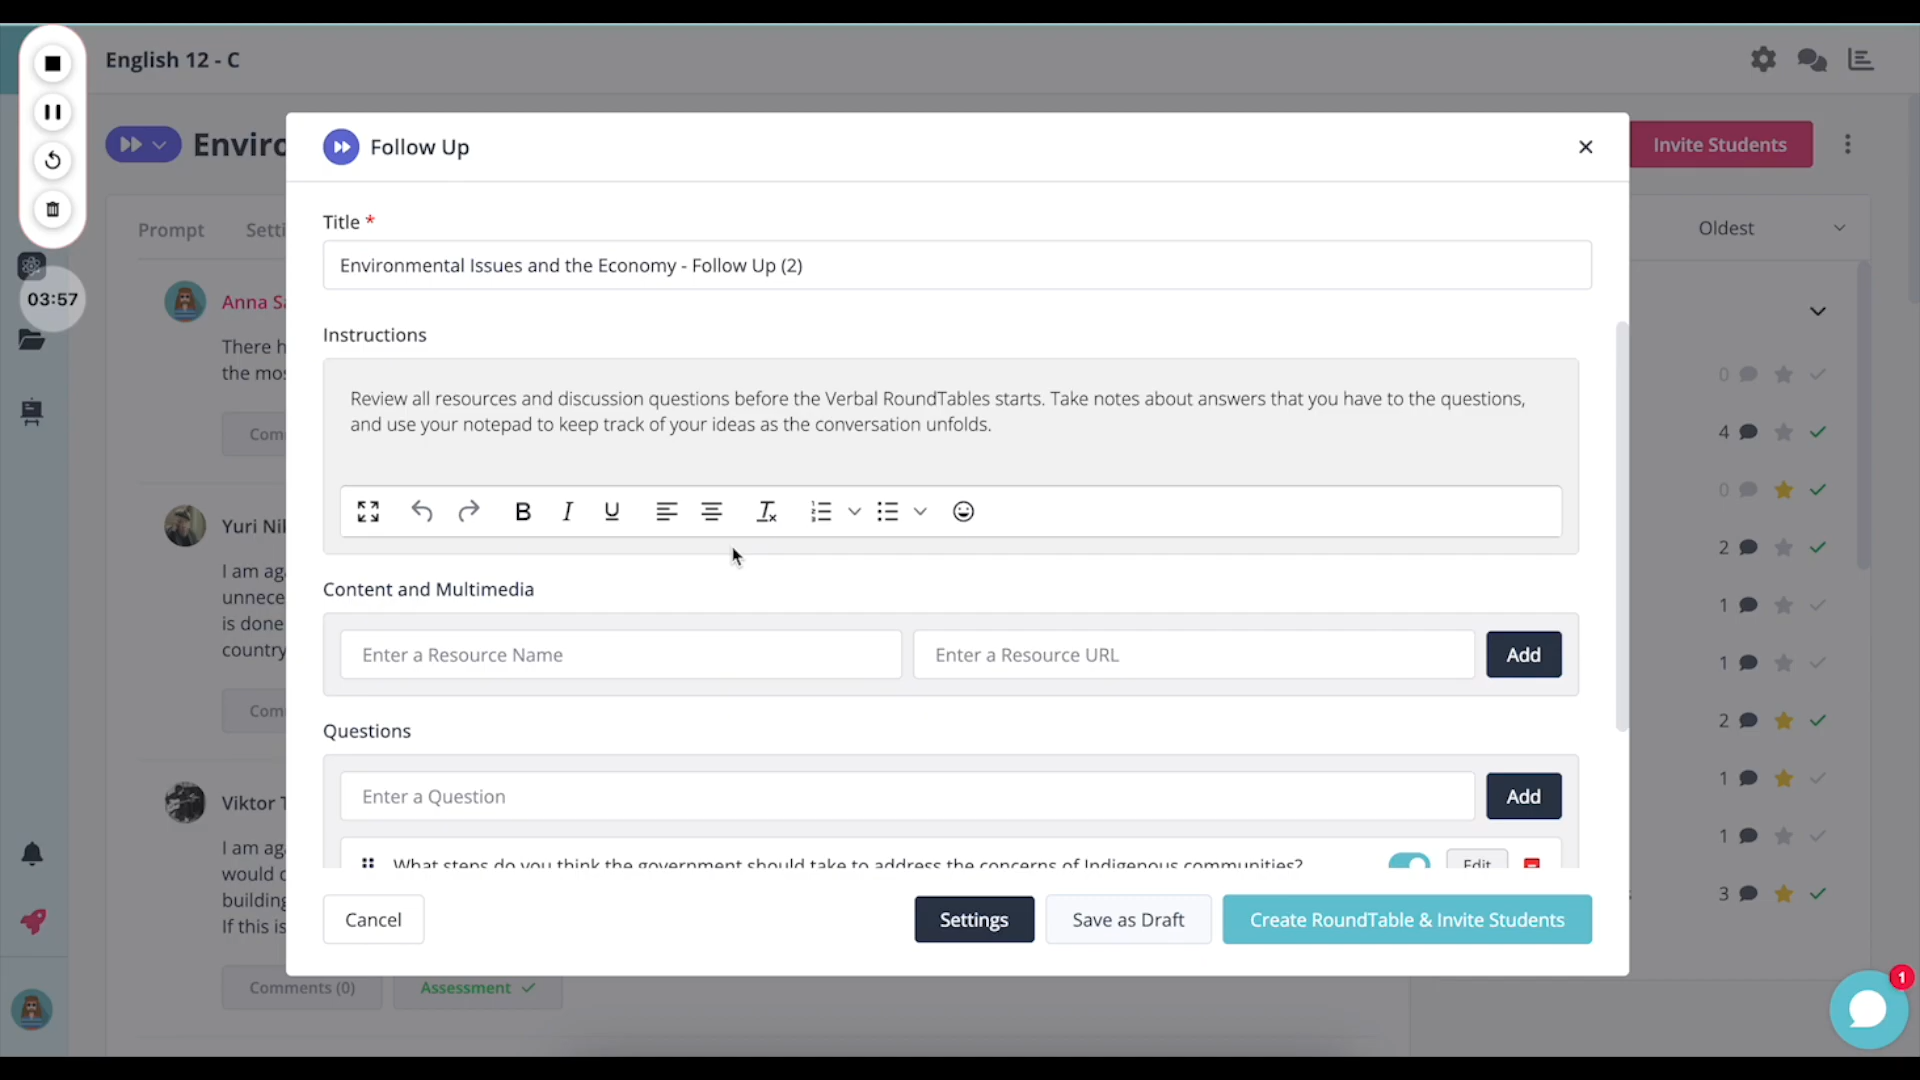 English 12 - C
Enviro
Invite Students
Prompt
Setti
Oldest
03:57
Anna Sa
There h
the mos
Com
Yuri Nil
I am aga
unnece
is done
country
Com
Viktor T
I am aga
would c
building
If this is
Comments (0)
Assessment
Follow Up
Title *
Environmental Issues and the Economy - Follow Up (2)
Instructions
Review all resources and discussion questions before the Verbal RoundTables starts. Take notes about answers that you have to the questions,
and use your notepad to keep track of your ideas as the conversation unfolds.
B I U
Content and Multimedia
Enter a Resource Name
Enter a Resource URL
Add
Questions
Enter a Question
Add
What steps do you think the government should take to address the concerns of Indigenous communities?
Edit
Cancel
Settings
Save as Draft
Create RoundTable & Invite Students
0
4
0
2
1
1
2
1
1
3
1